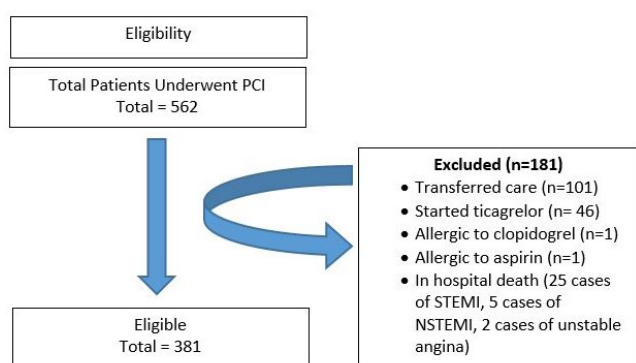 Eligibility
Total Patients Underwent PCI
Total = 562
Excluded (n=181)
• Transferred care (n=101)
• Started ticagrelor (n= 46)
• Allergic to clopidogrel (n=1)
• Allergic to aspirin (n=1)
• In hospital death (25 cases
of STEMI, 5 cases of
NSTEMI, 2 cases of unstable
angina)
Eligible
Total = 381